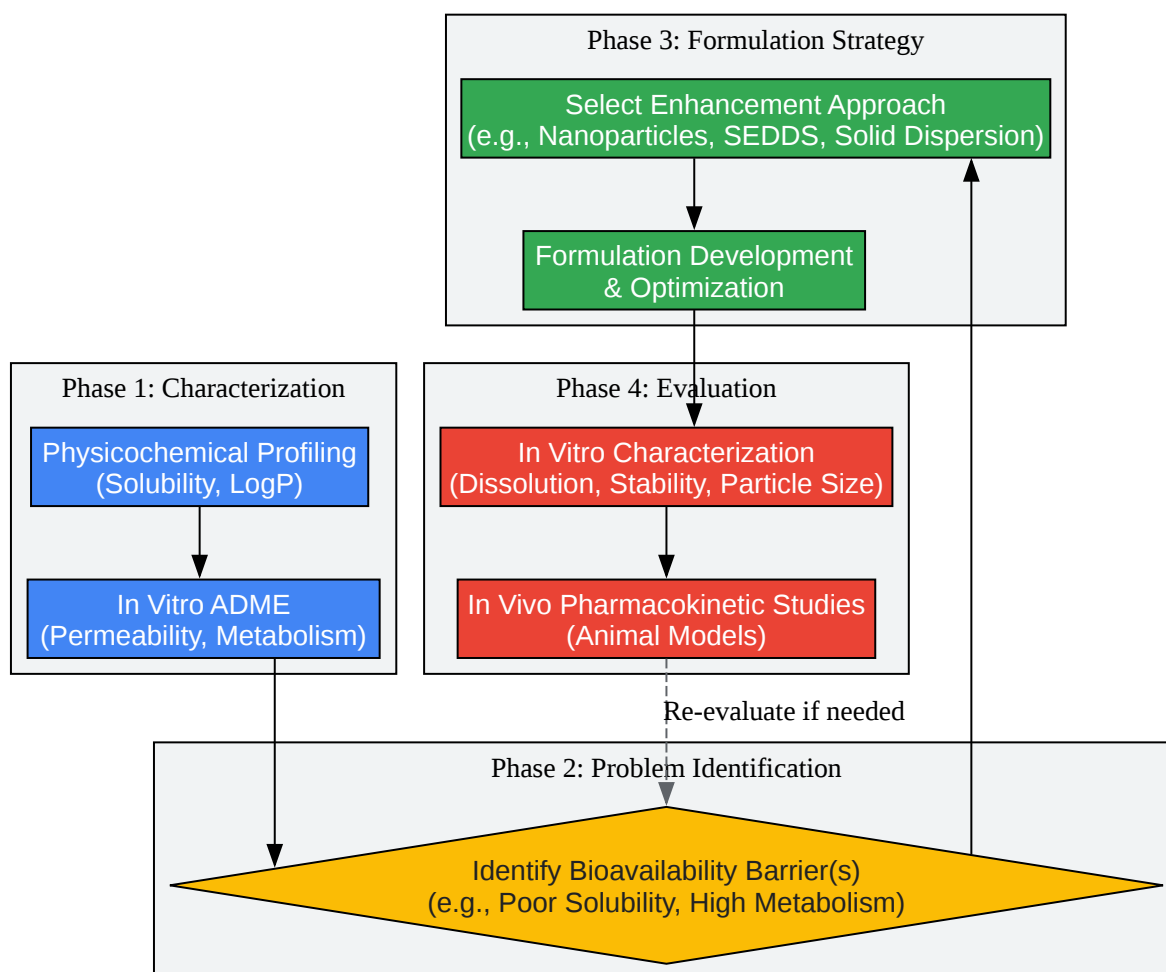 Phase 3: Formulation Strategy
Select Enhancement Approach
(e.g., Nanoparticles, SEDDS, Solid Dispersion)
Formulation Development
& Optimization
Phase 1: Characterization
Physicochemical Profiling
(Solubility, LogP)
In Vitro ADME
(Permeability, Metabolism)
Phase 4: Evaluation
In Vitro Characterization
(Dissolution, Stability, Particle Size)
In Vivo Pharmacokinetic Studies
(Animal Models)
Re-evaluate if needed
Phase 2: Problem Identification
Identify Bioavailability Barrier(s)
(e.g., Poor Solubility, High Metabolism)